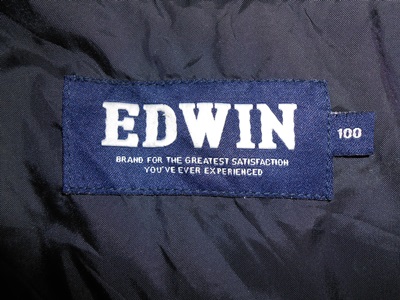 EDWIN
100
BRAND FOR THE GREATEST SATISFACTION
YOU'VE EVER EXPERIENCED